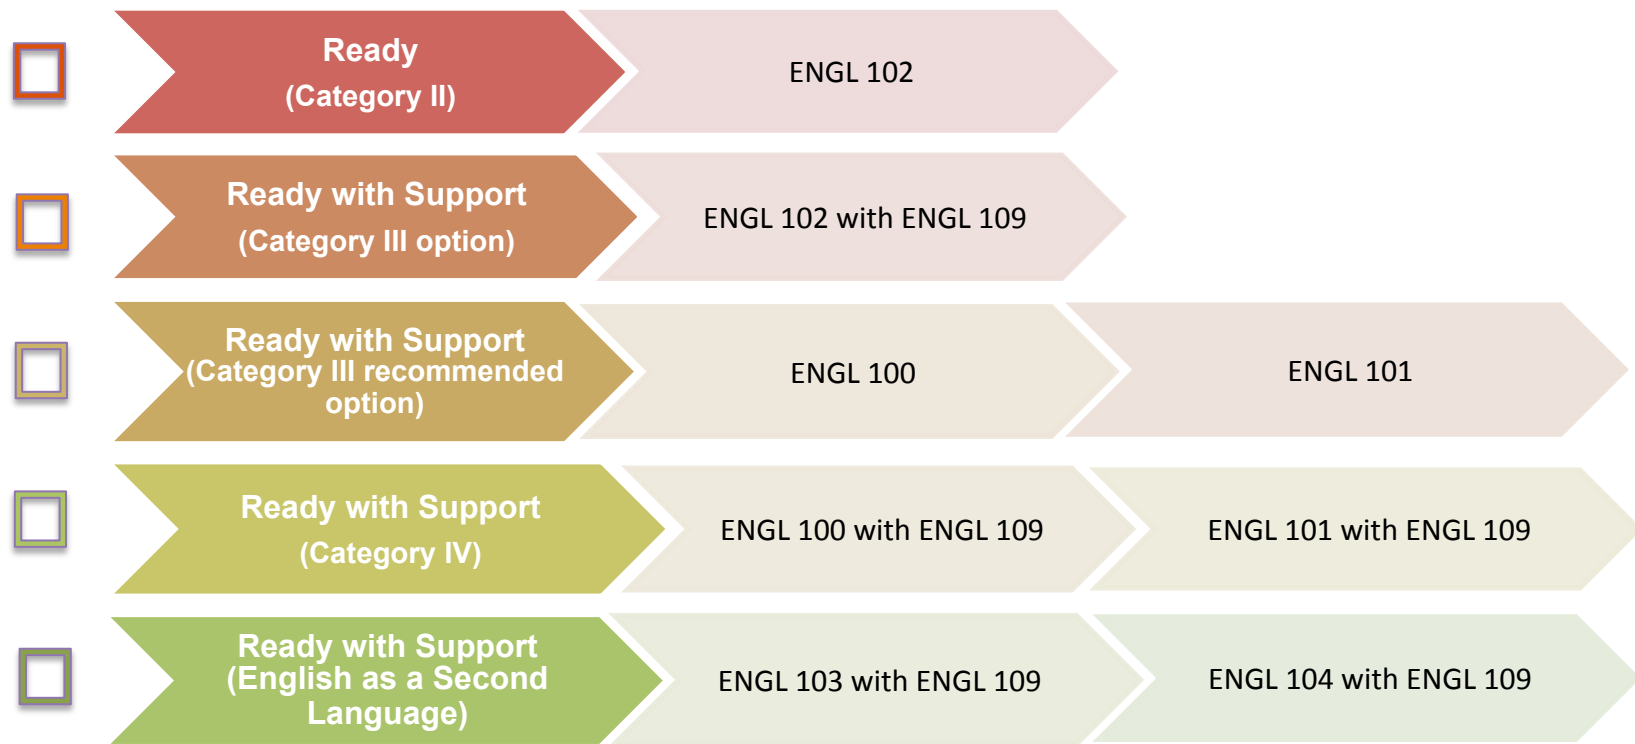 Ready
(Category II)
ENGL 102
Ready with Support
(Category III option)
ENGL 102 with ENGL 109
Ready with Support
(Category III recommended
option)
ENGL 100
ENGL 101
Ready with Support
(Category IV)
ENGL 100 with ENGL 109
ENGL 101 with ENGL 109
Ready with Support
(English as a Second
Language)
ENGL 103 with ENGL 109
ENGL 104 with ENGL 109